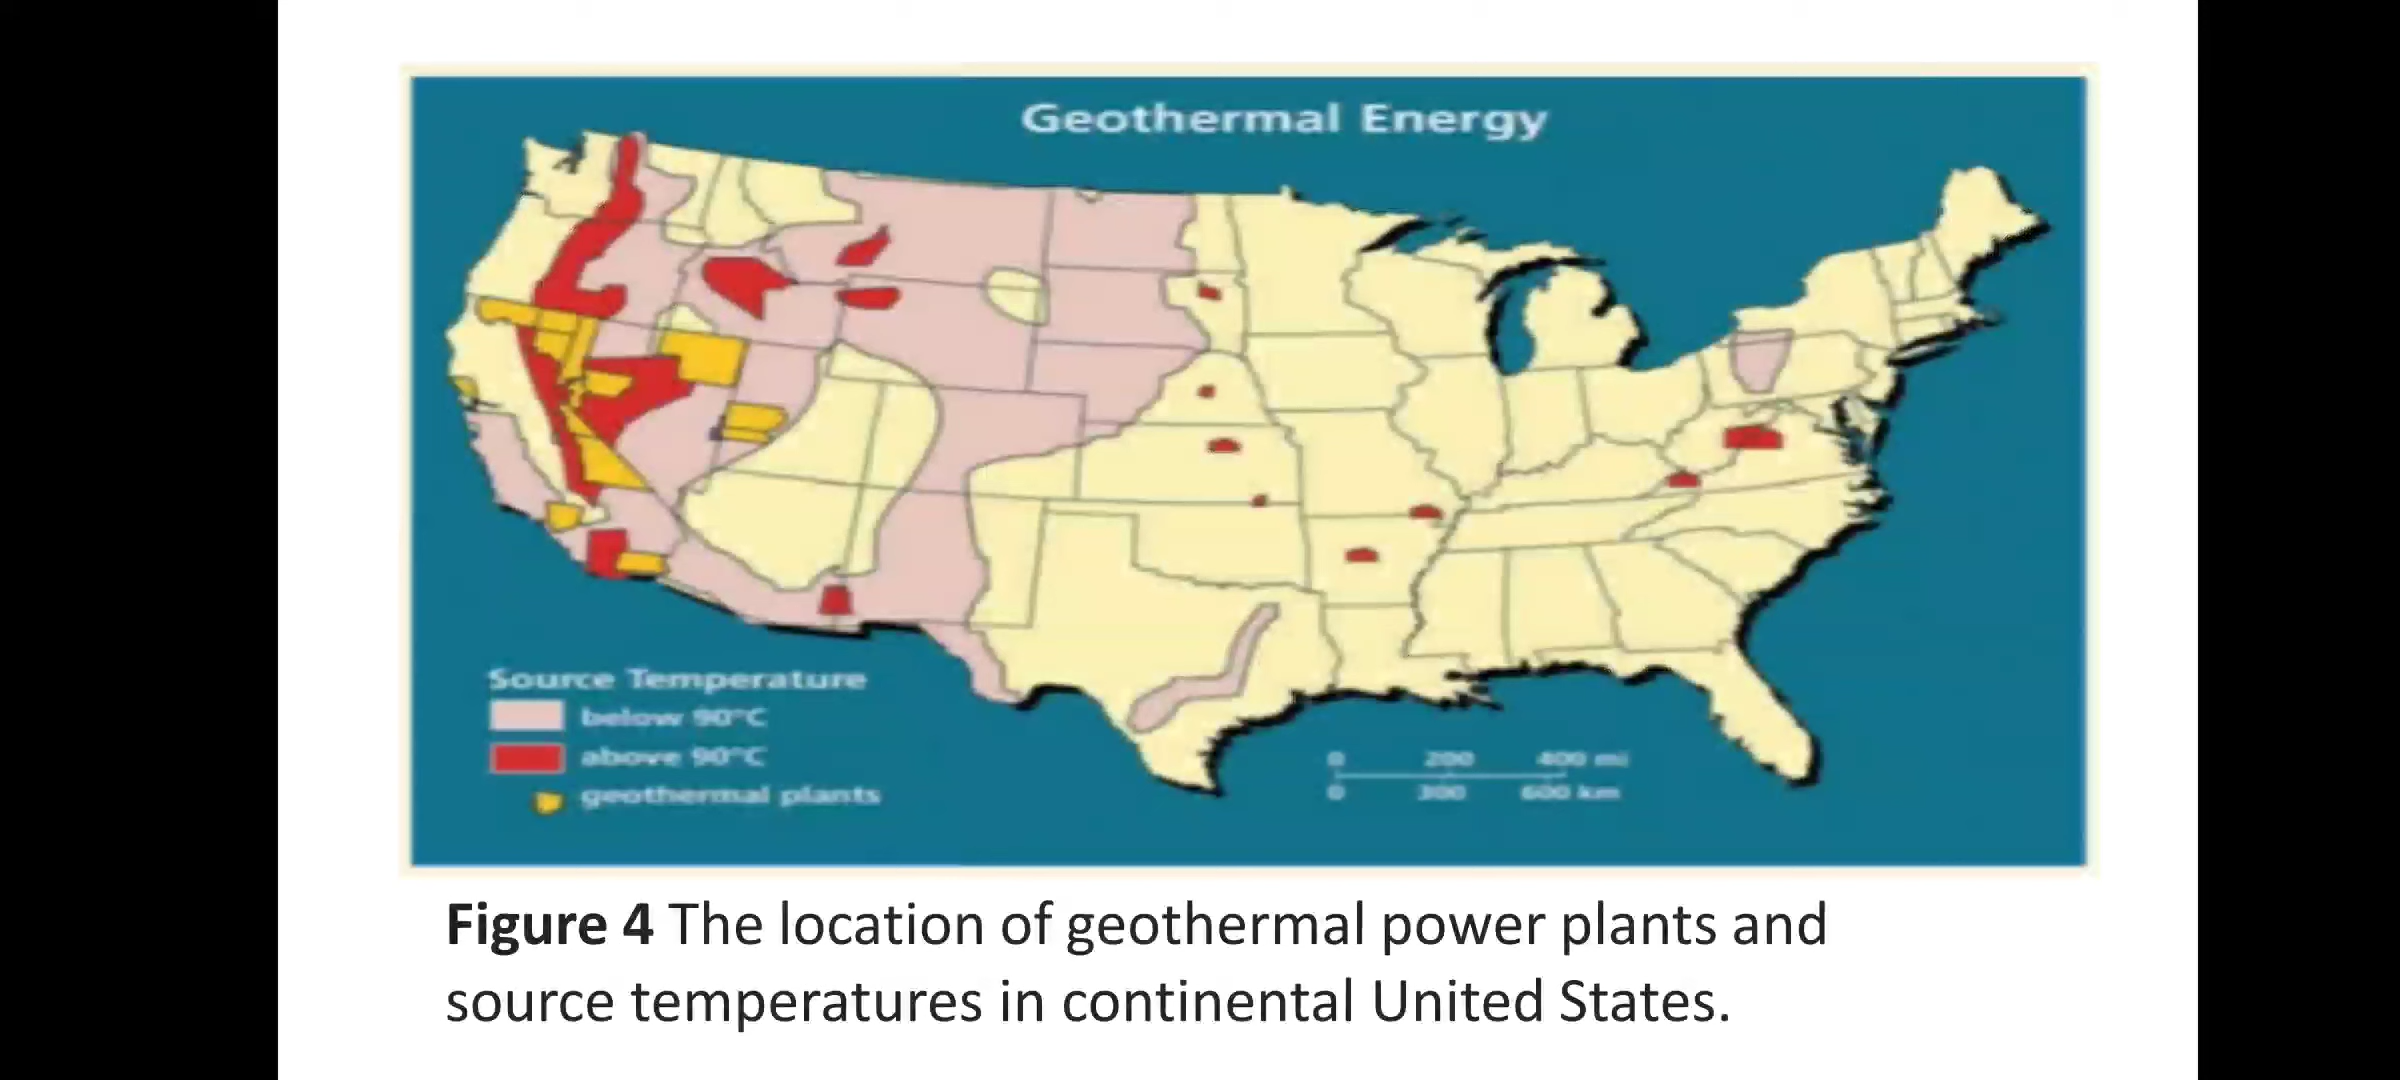 Geothermal Energy
Source Temperature
below 90°C
above 90°C
geothermal plants
0 200 400 mi
0 300 600 km
Figure 4 The location of geothermal power plants and
source temperatures in continental United States.